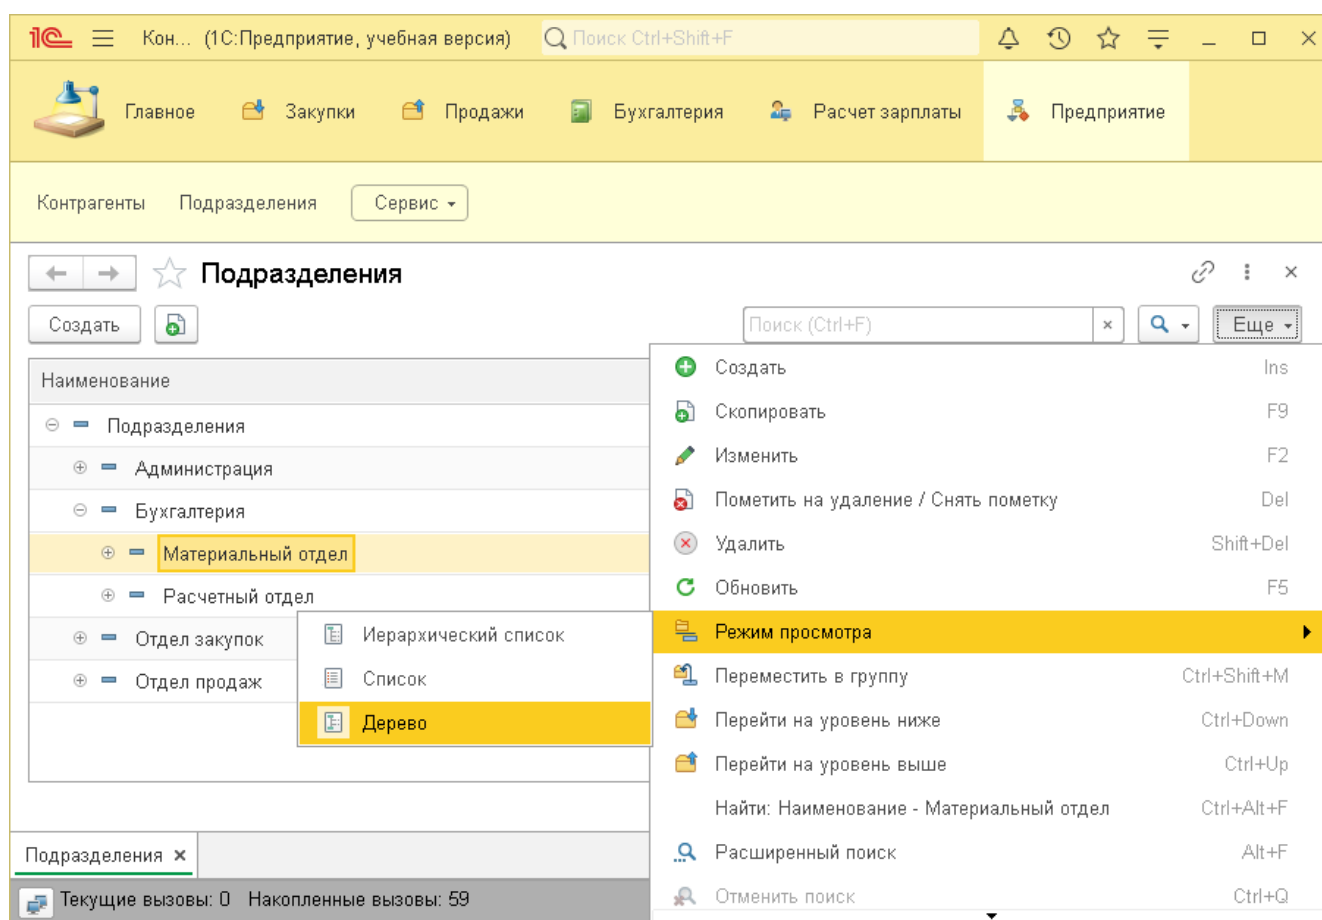 1С Кон... (1С:Предприятие, учебная версия) Поиск Ctrl+Shift+F
Главное Закупки Продажи Бухгалтерия Расчет зарплаты Предприятие
Контрагенты Подразделения Сервис
Подразделения
Создать Поиск (Ctrl+F) × Еще
Наименование
Подразделения
Администрация
Бухгалтерия
Материальный отдел
Расчетный отдел
Отдел закупок
Отдел продаж
Создать Ins
Скопировать F9
Изменить F2
Пометить на удаление / Снять пометку Del
Удалить Shift+Del
Обновить F5
Режим просмотра
Иерархический список
Список
Дерево
Переместить в группу Ctrl+Shift+M
Перейти на уровень ниже Ctrl+Down
Перейти на уровень выше Ctrl+Up
Найти: Наименование - Материальный отдел Ctrl+Alt+F
Расширенный поиск Alt+F
Отменить поиск Ctrl+Q
Подразделения ×
Текущие вызовы: 0 Накопленные вызовы: 59